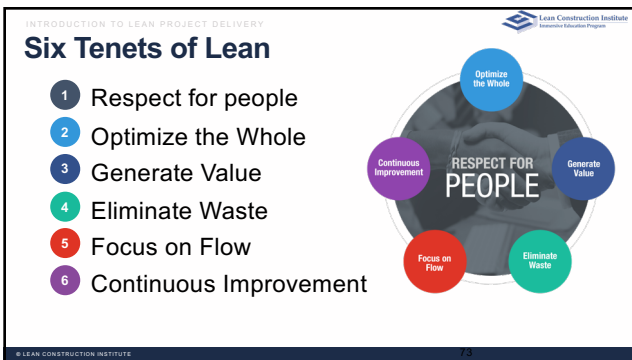 INTRODUCTION TO LEAN PROJECT DELIVERY
Lean Construction Institute
Immersive Education Program
Six Tenets of Lean
1 Respect for people
2 Optimize the Whole
3 Generate Value
4 Eliminate Waste
5 Focus on Flow
6 Continuous Improvement
Optimize
the Whole
Continuous
Improvement
RESPECT FOR
PEOPLE
Generate
Value
Focus on
Flow
Eliminate
Waste
© LEAN CONSTRUCTION INSTITUTE
73